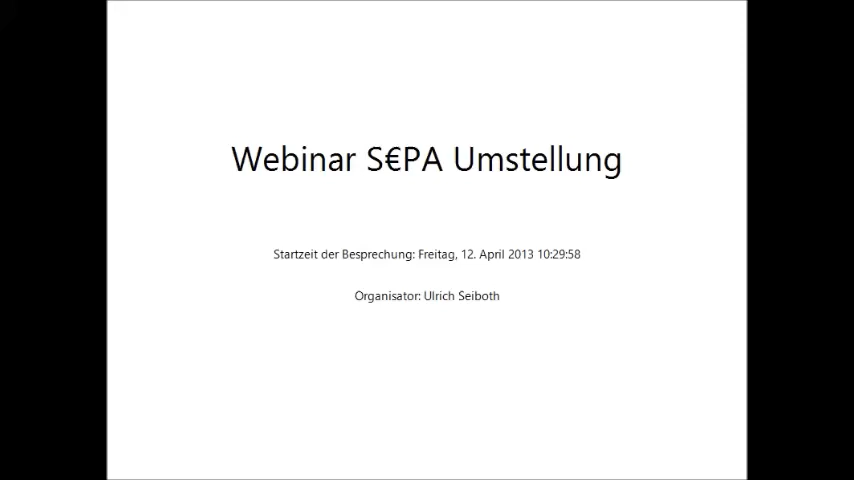 Webinar S€PA Umstellung
Startzeit der Besprechung: Freitag, 12. April 2013 10:29:58
Organisator: Ulrich Seiboth